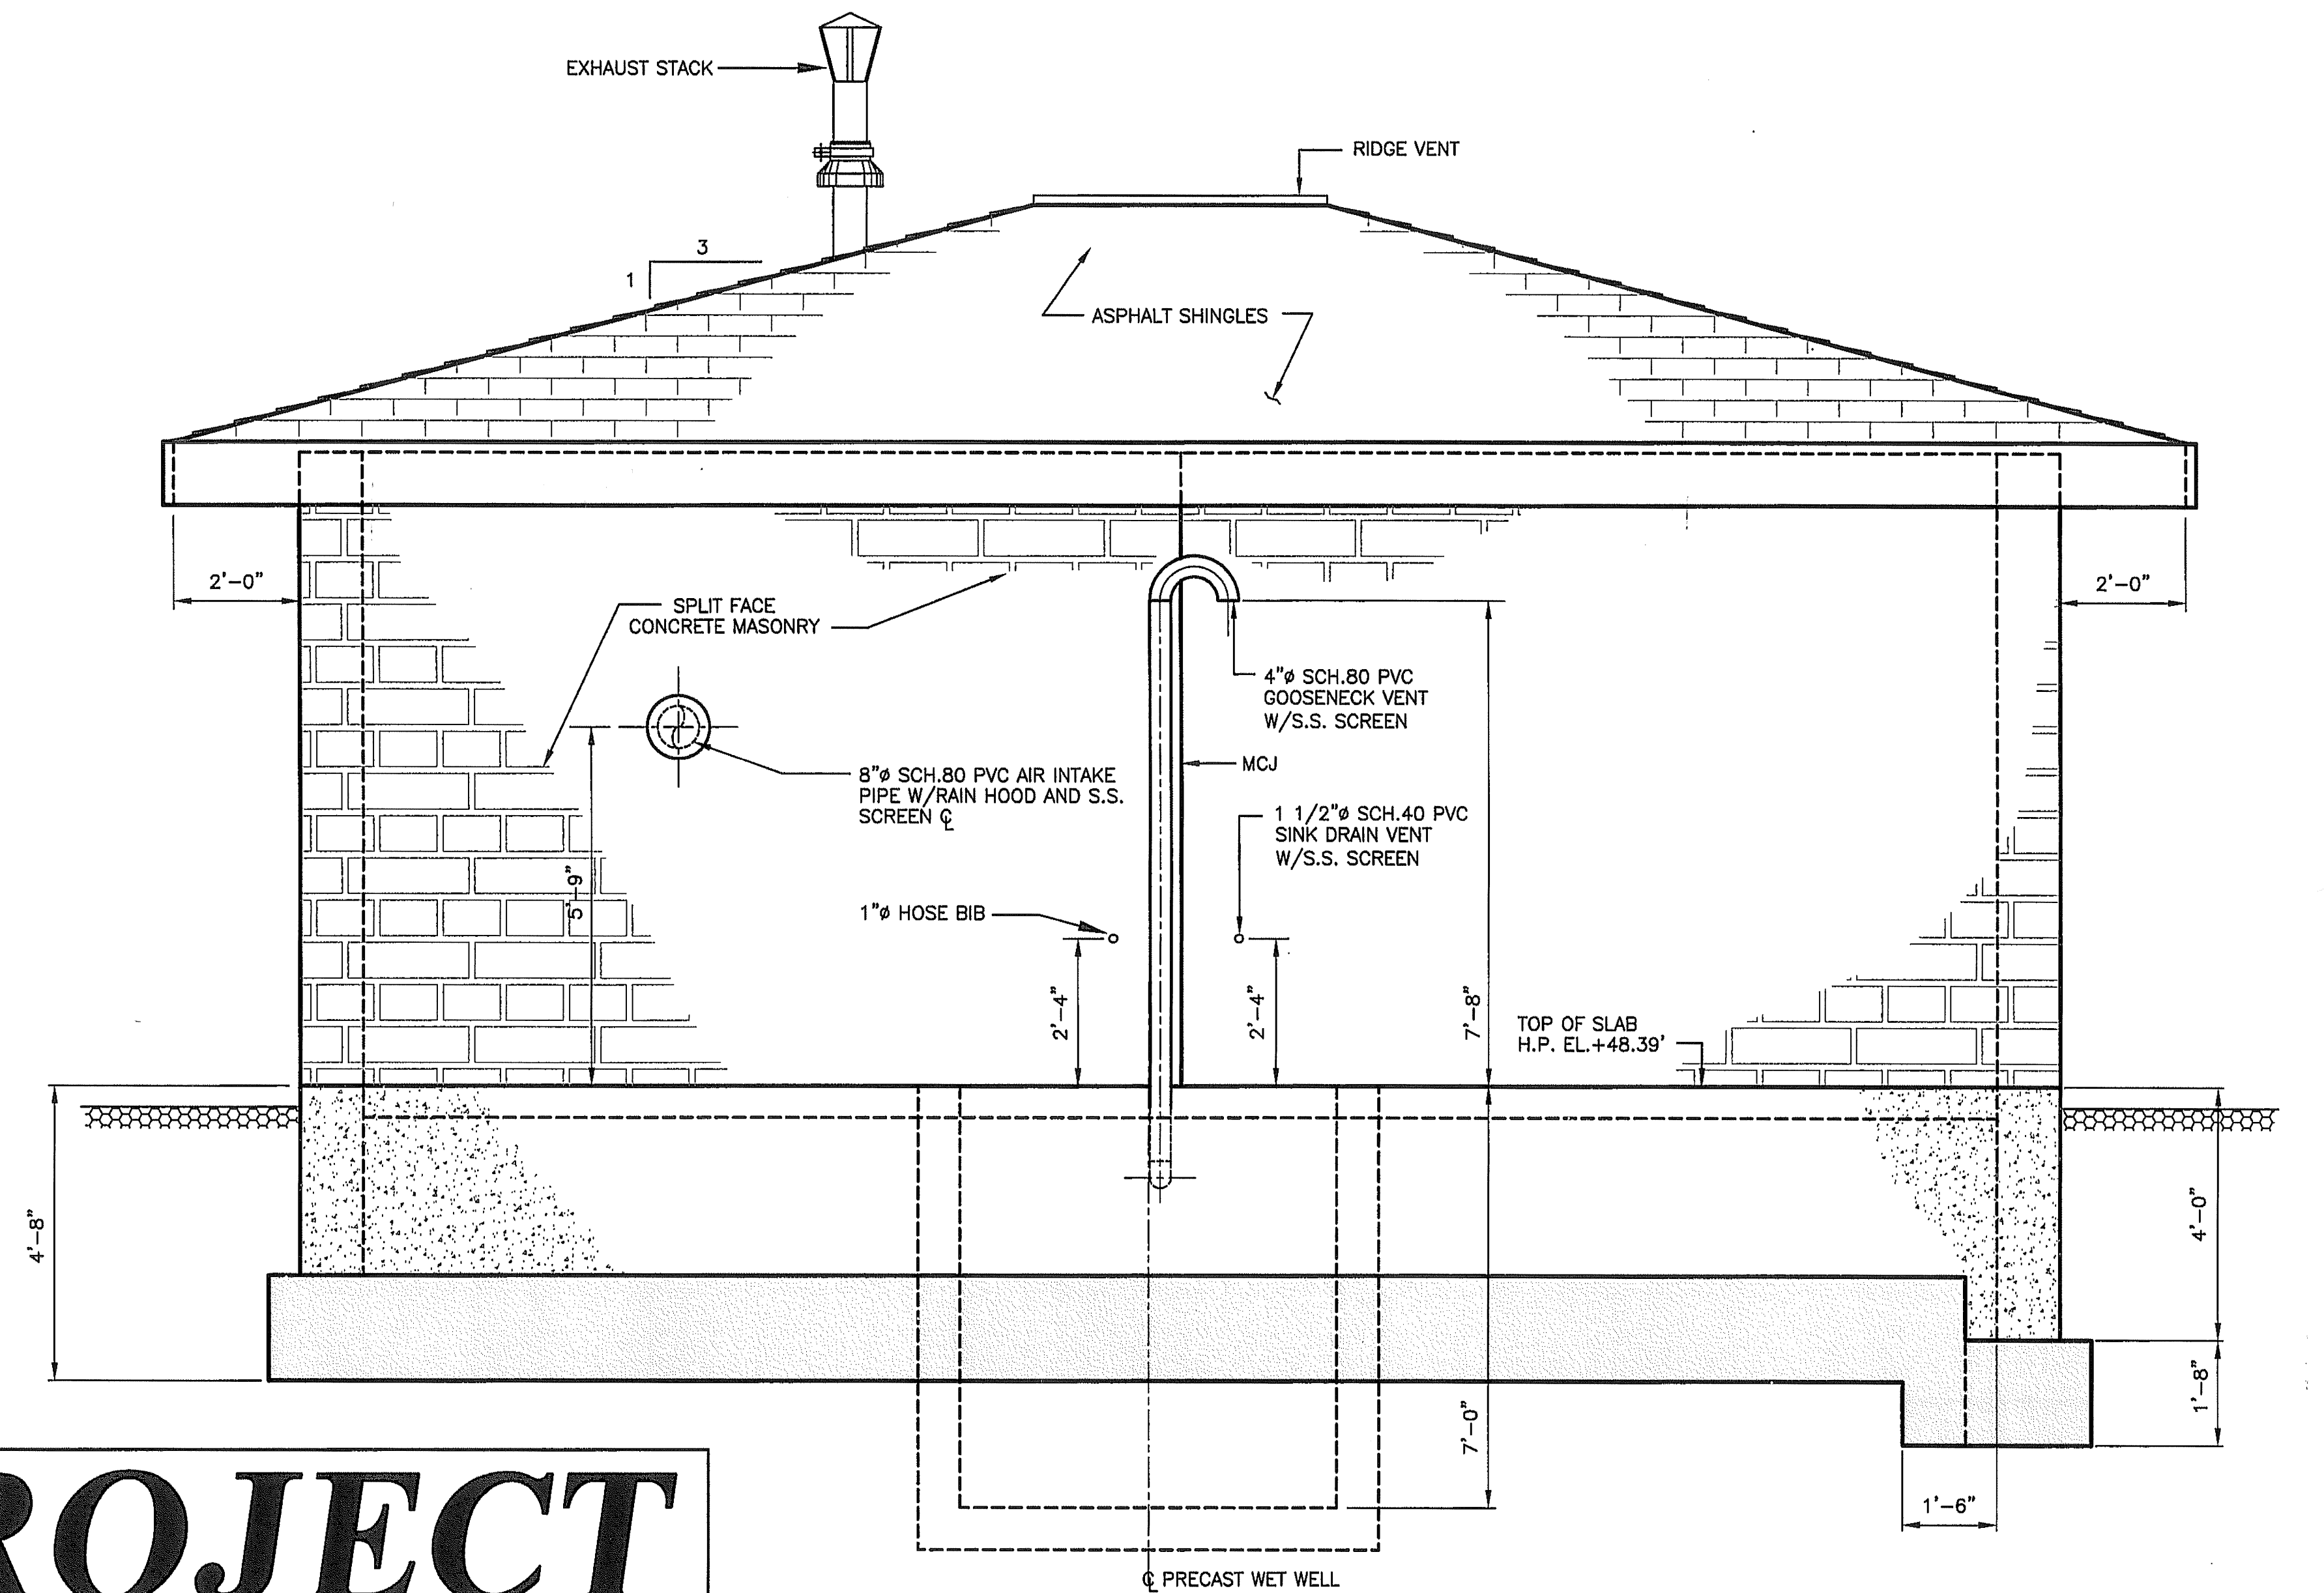 EXHAUST STACK
RIDGE VENT
3
1
ASPHALT SHINGLES
2'-0"
2'-0"
SPLIT FACE
CONCRETE MASONRY
4"ø SCH.80 PVC
GOOSENECK VENT
W/S.S. SCREEN
MCJ
8"ø SCH.80 PVC AIR INTAKE
PIPE W/RAIN HOOD AND S.S.
SCREEN ℄
1 1/2"ø SCH.40 PVC
SINK DRAIN VENT
W/S.S. SCREEN
5'-9"
1"ø HOSE BIB
2'-4"
2'-4"
7'-8"
TOP OF SLAB
H.P. EL.+48.39'
4'-8"
4'-0"
1'-8"
7'-0"
1'-6"
ROJECT
℄ PRECAST WET WELL